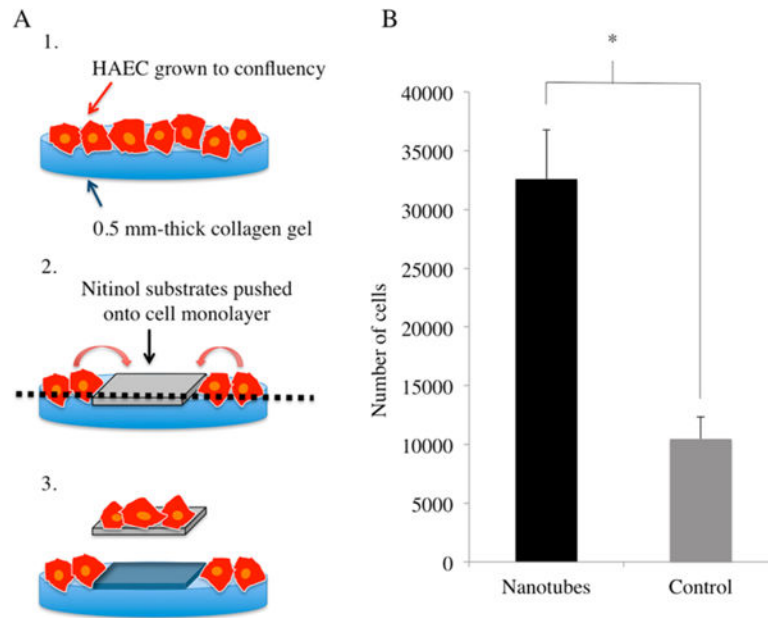 A
1.
HAEC grown to confluency
0.5 mm-thick collagen gel
2.
Nitinol substrates pushed
onto cell monolayer
3.
B
*
40000
35000
30000
25000
20000
15000
10000
5000
0
Number of cells
Nanotubes
Control